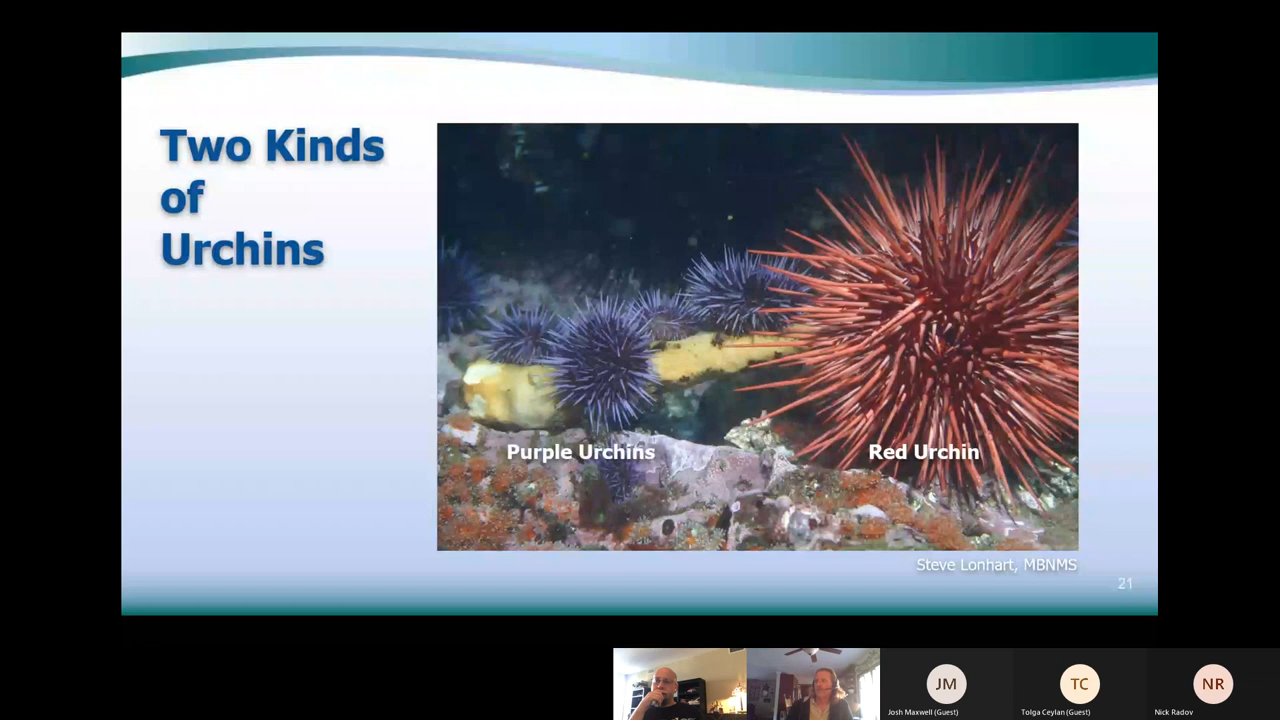 Two Kinds
of
Urchins
Purple Urchins
Red Urchin
Steve Lonhart, MBNMS
21
JM
TC
NR
Josh Maxwell (Guest)
Tolga Ceylan (Guest)
Nick Radov